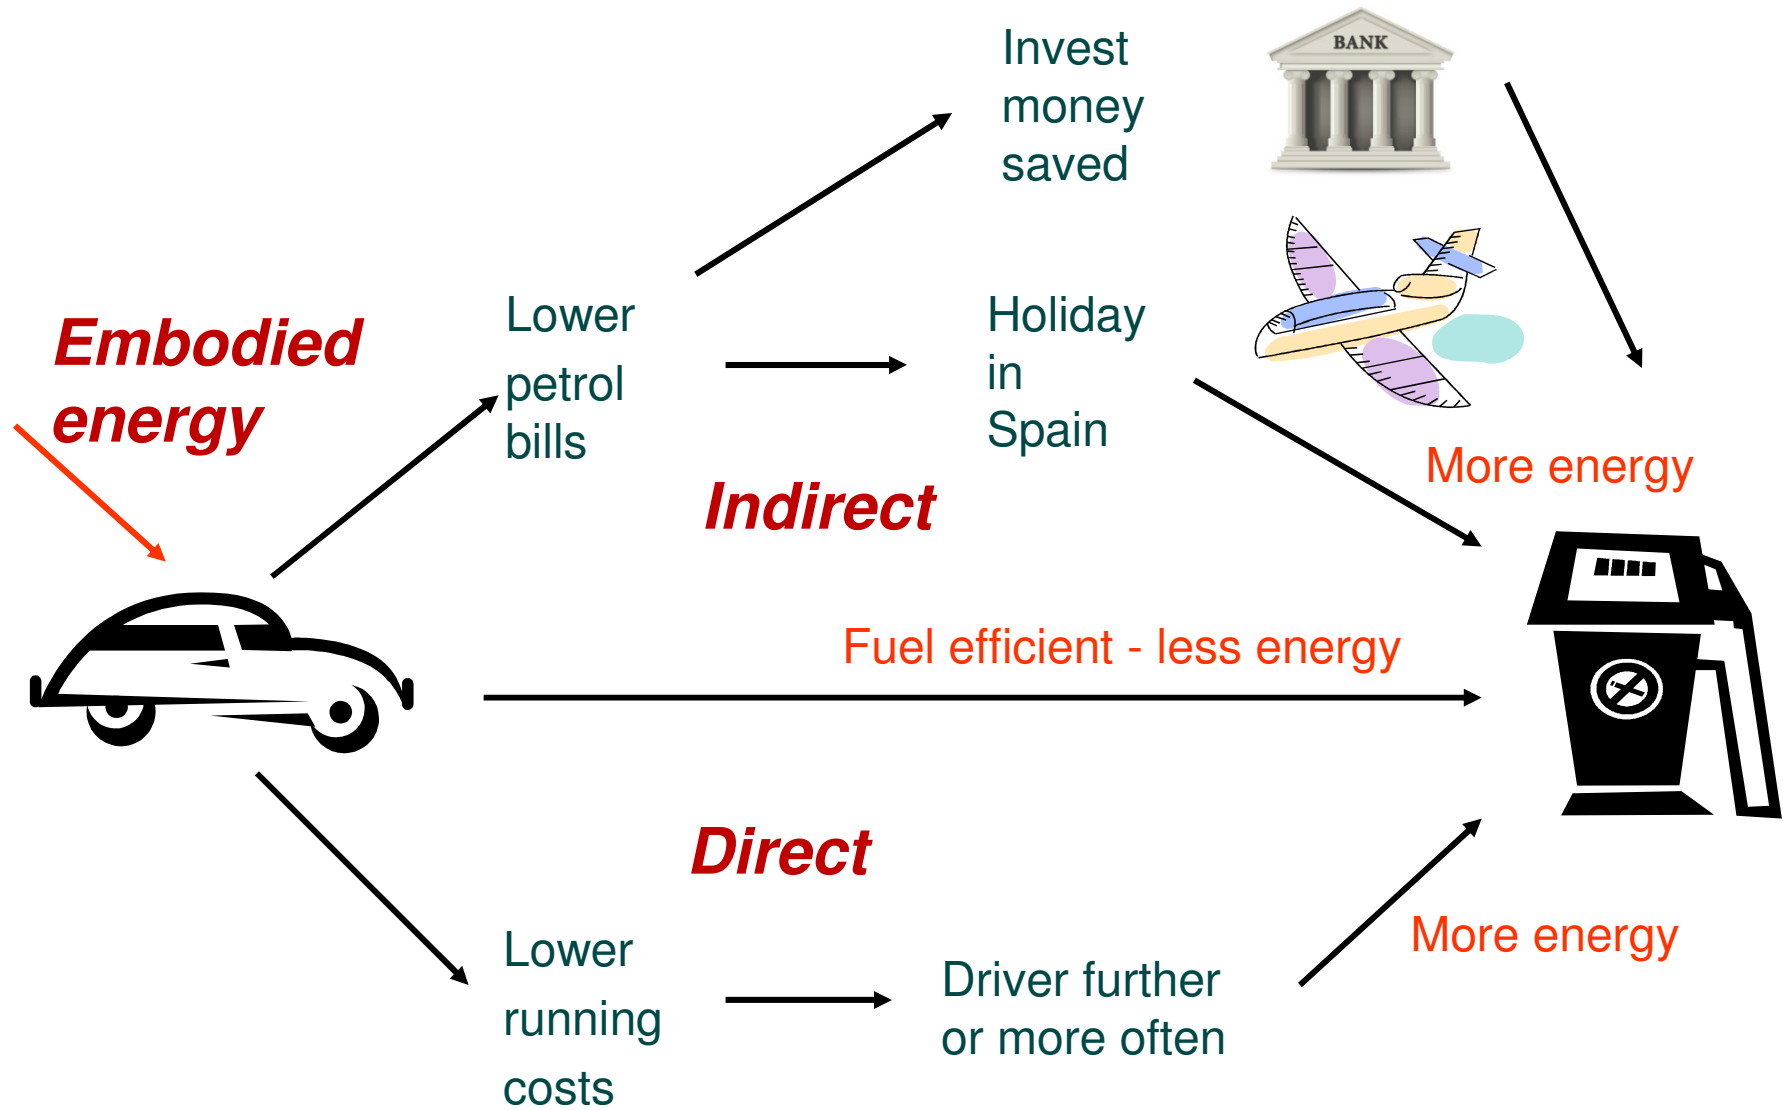 Invest
money
saved
BANK
Embodied
energy
Lower
petrol
bills
Holiday
in
Spain
More energy
Indirect
Fuel efficient - less energy
Direct
More energy
Lower
running
costs
Driver further
or more often